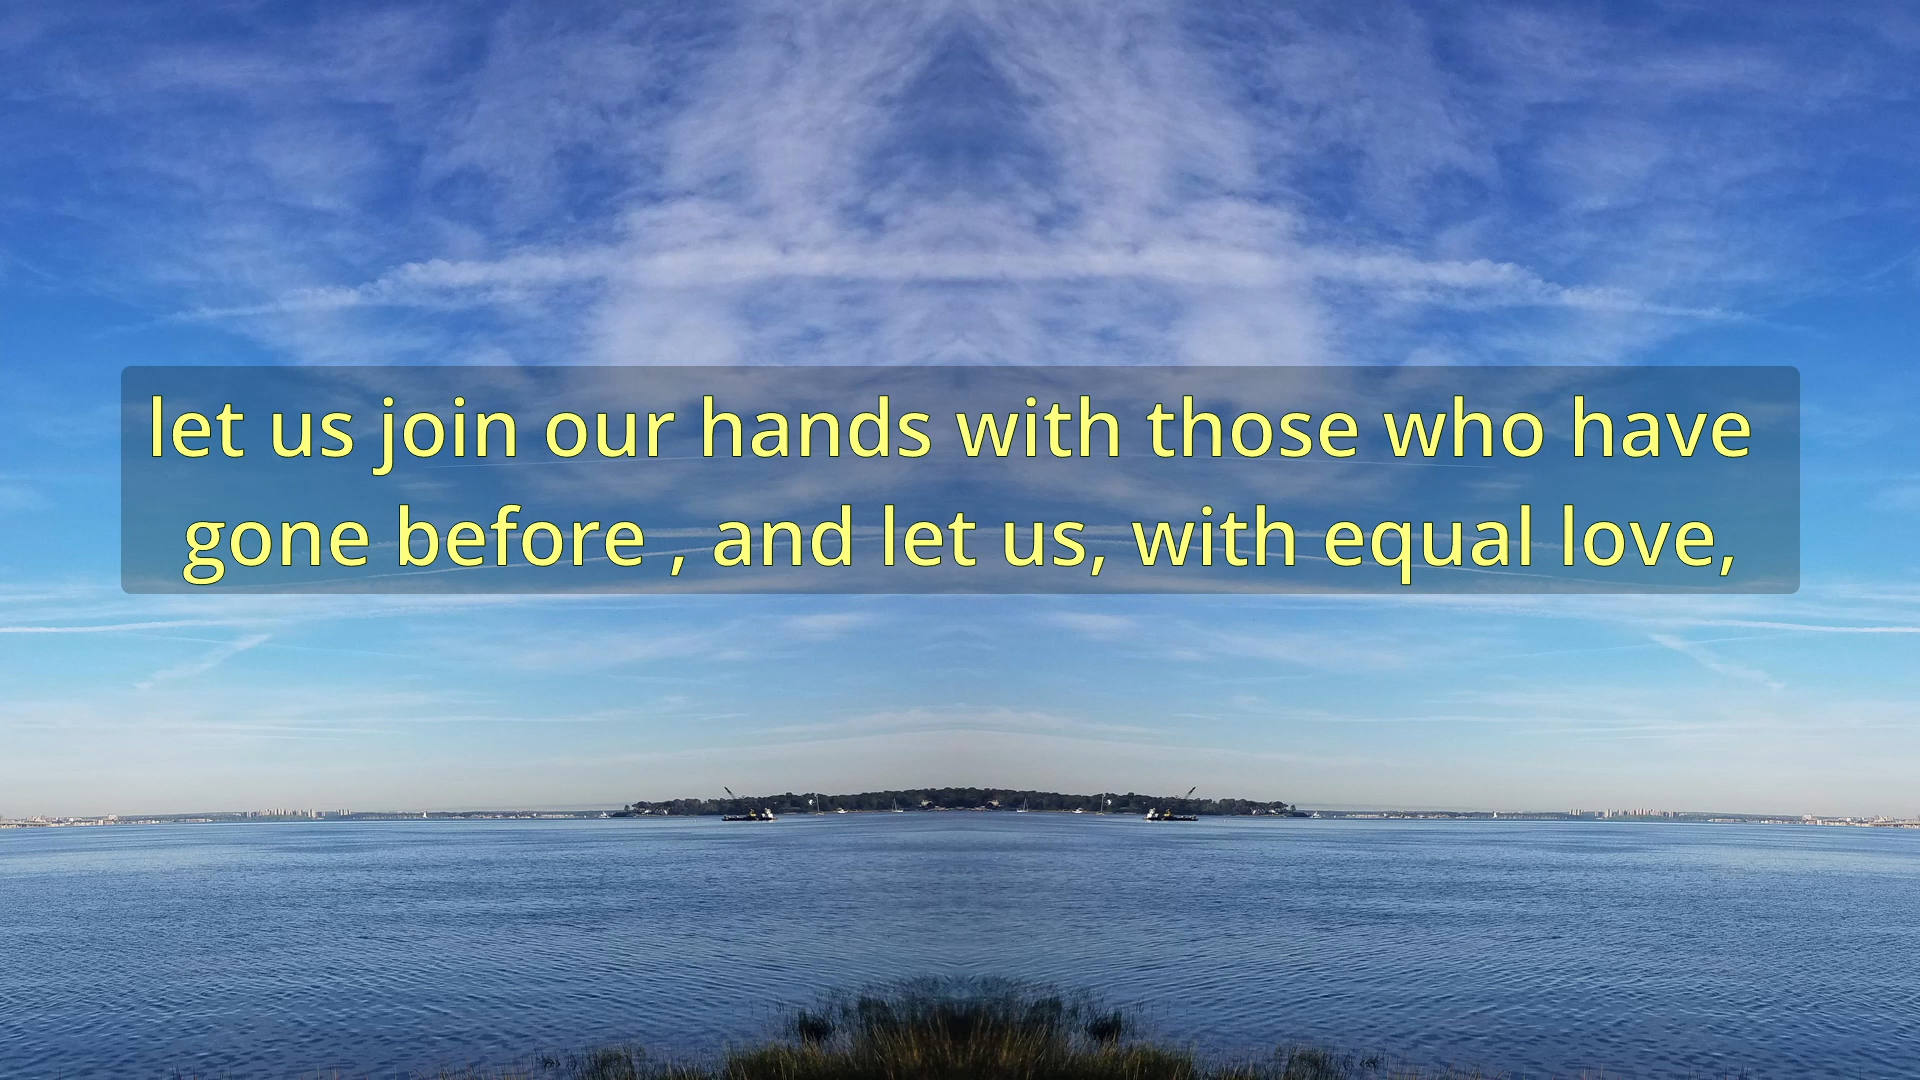 let us join our hands with those who have
gone before , and let us, with equal love,